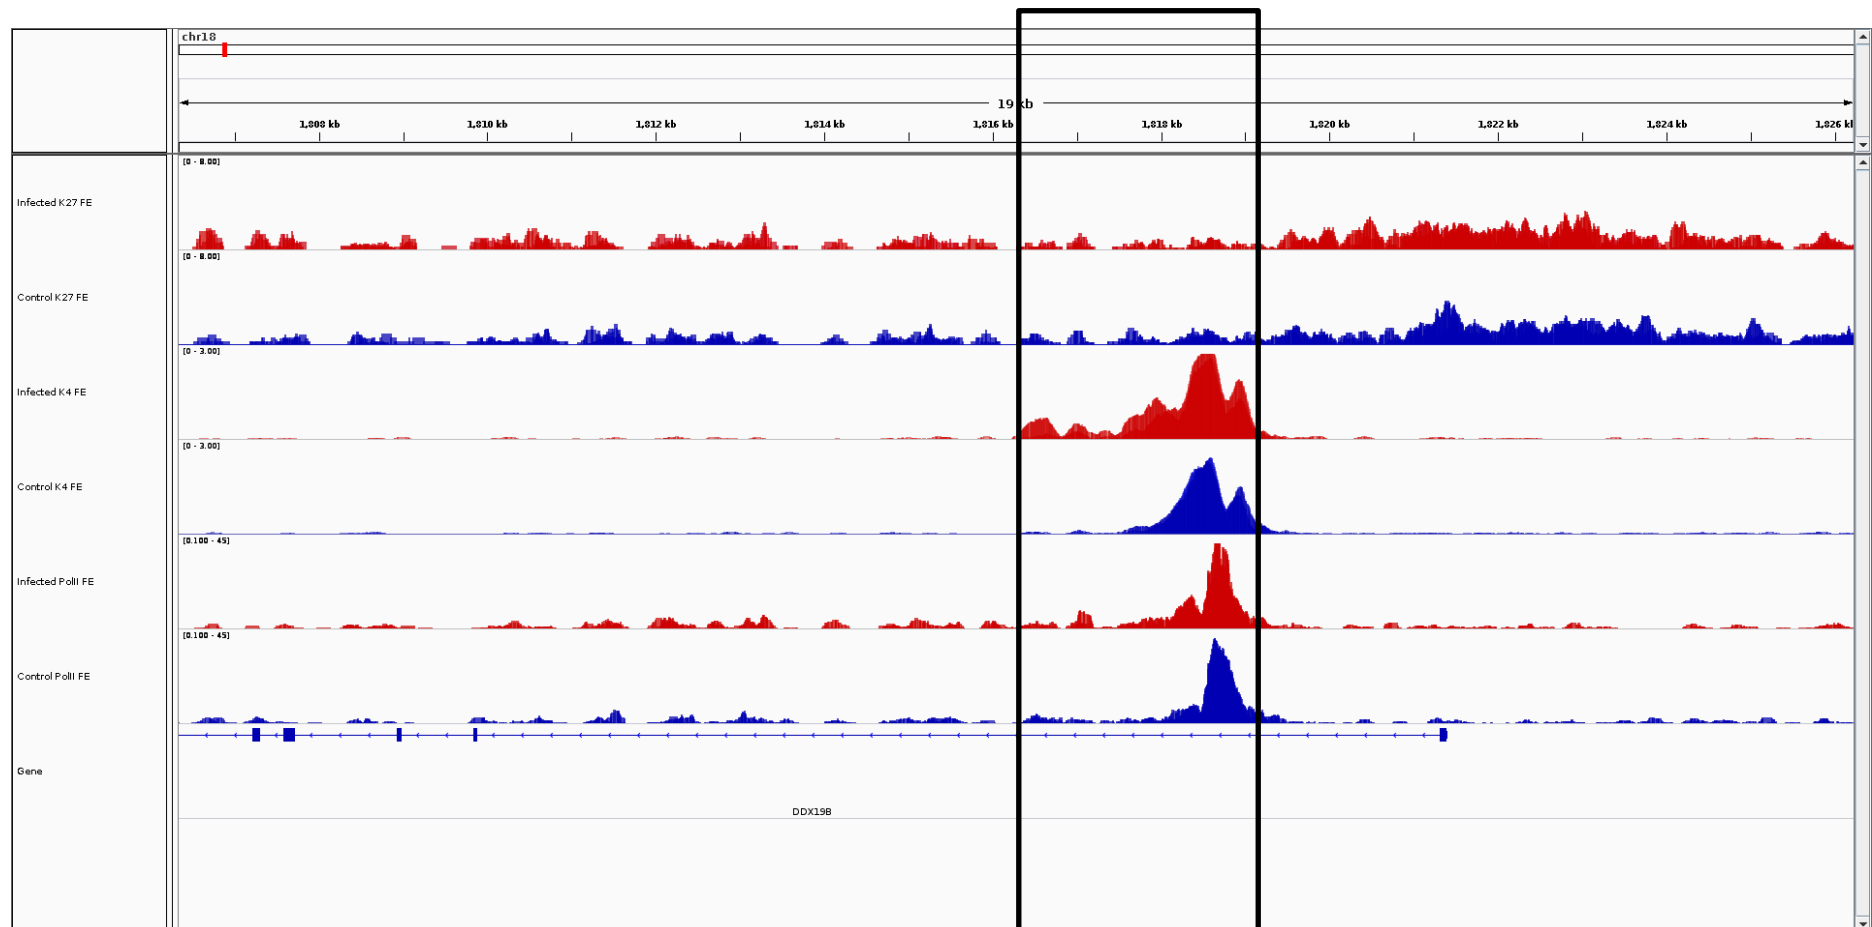 chr18
19 kb
1,808 kb 1,810 kb 1,812 kb 1,814 kb 1,816 kb 1,818 kb 1,820 kb 1,822 kb 1,824 kb 1,826 kb
[0 - 8.00]
Infected K27 FE
[0 - 8.00]
Control K27 FE
[0 - 3.00]
Infected K4 FE
[0 - 3.00]
Control K4 FE
[0.100 - 45]
Infected PolII FE
[0.100 - 45]
Control PolII FE
Gene
DDX19B